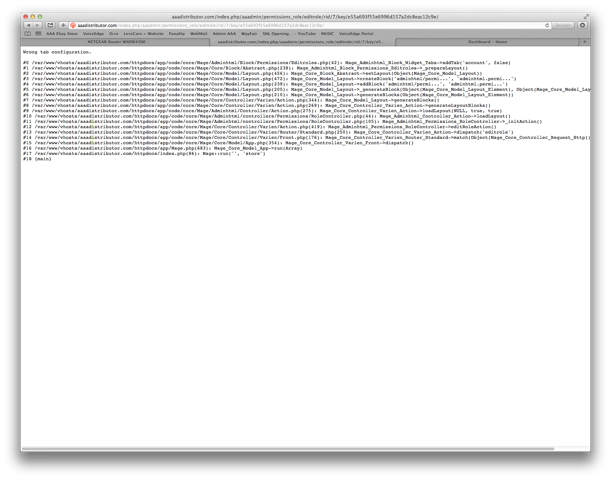 aaadistributor.com/index.php/aaadmin/permissions_role/editrole/rid/7/key/e55a693f55a6996d157a2dc8eac12c9e/
aaadistributor.com
Reader
AAA Ebay Store
VoiceEdge
Dish
LoveCars
Website
Fonality
WebMail
Admin AAA
WayFair
SSL Opening...
YouTube
MUSIC
VoiceEdge Portal
NETGEAR Router WNDR4500
aaadistributor.com/index.php/aaadmin/permissions_role/editrole/rid/7/key/e5...
Dashboard
Wrong tab configuration.
#0 /var/www/vhosts/aaadistributor.com/httpdocs/app/code/core/Mage/Adminhtml/Block/Permissions/Editroles.php(42): Mage_Adminhtml_Block_Widget_Tabs->addTab('account', false)
#1 /var/www/vhosts/aaadistributor.com/httpdocs/app/code/core/Mage/Core/Block/Abstract.php(238): Mage_Adminhtml_Block_Permissions_Editroles->_prepareLayout()
#2 /var/www/vhosts/aaadistributor.com/httpdocs/app/code/core/Mage/Core/Model/Layout.php(456): Mage_Core_Block_Abstract->setLayout(Object(Mage_Core_Model_Layout))
#3 /var/www/vhosts/aaadistributor.com/httpdocs/app/code/core/Mage/Core/Model/Layout.php(472): Mage_Core_Model_Layout->createBlock('adminhtml/permi...', 'adminhtml.permi...')
#4 /var/www/vhosts/aaadistributor.com/httpdocs/app/code/core/Mage/Core/Model/Layout.php(239): Mage_Core_Model_Layout->addBlock('adminhtml/permi...', 'adminhtml.permi...')
#5 /var/www/vhosts/aaadistributor.com/httpdocs/app/code/core/Mage/Core/Model/Layout.php(205): Mage_Core_Model_Layout->_generateBlock(Object(Mage_Core_Model_Layout_Element), Object(Mage_Core_Model_Lay
#6 /var/www/vhosts/aaadistributor.com/httpdocs/app/code/core/Mage/Core/Model/Layout.php(210): Mage_Core_Model_Layout->generateBlocks(Object(Mage_Core_Model_Layout_Element))
#7 /var/www/vhosts/aaadistributor.com/httpdocs/app/code/core/Mage/Core/Controller/Varien/Action.php(344): Mage_Core_Model_Layout->generateBlocks()
#8 /var/www/vhosts/aaadistributor.com/httpdocs/app/code/core/Mage/Core/Controller/Varien/Action.php(269): Mage_Core_Controller_Varien_Action->generateLayoutBlocks()
#9 /var/www/vhosts/aaadistributor.com/httpdocs/app/code/core/Mage/Adminhtml/Controller/Action.php(275): Mage_Core_Controller_Varien_Action->loadLayout(NULL, true, true)
#10 /var/www/vhosts/aaadistributor.com/httpdocs/app/code/core/Mage/Adminhtml/controllers/Permissions/RoleController.php(44): Mage_Adminhtml_Controller_Action->loadLayout()
#11 /var/www/vhosts/aaadistributor.com/httpdocs/app/code/core/Mage/Adminhtml/controllers/Permissions/RoleController.php(105): Mage_Adminhtml_Permissions_RoleController->_initAction()
#12 /var/www/vhosts/aaadistributor.com/httpdocs/app/code/core/Mage/Core/Controller/Varien/Action.php(419): Mage_Adminhtml_Permissions_RoleController->editRoleAction()
#13 /var/www/vhosts/aaadistributor.com/httpdocs/app/code/core/Mage/Core/Controller/Varien/Router/Standard.php(250): Mage_Core_Controller_Varien_Action->dispatch('editrole')
#14 /var/www/vhosts/aaadistributor.com/httpdocs/app/code/core/Mage/Core/Controller/Varien/Front.php(176): Mage_Core_Controller_Varien_Router_Standard->match(Object(Mage_Core_Controller_Request_Http))
#15 /var/www/vhosts/aaadistributor.com/httpdocs/app/code/core/Mage/Core/Model/App.php(354): Mage_Core_Controller_Varien_Front->dispatch()
#16 /var/www/vhosts/aaadistributor.com/httpdocs/app/Mage.php(683): Mage_Core_Model_App->run(Array)
#17 /var/www/vhosts/aaadistributor.com/httpdocs/index.php(86): Mage::run('', 'store')
#18 {main}